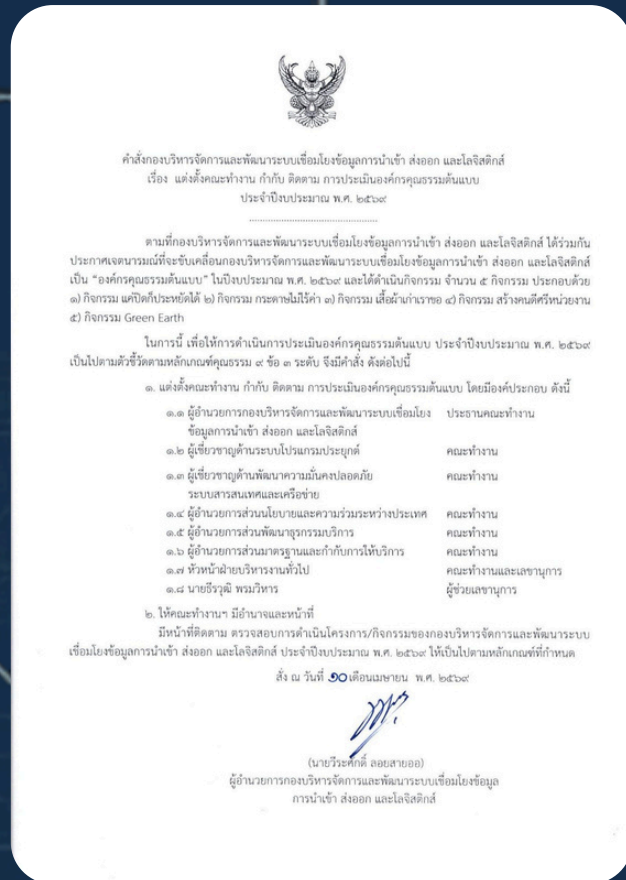 คำสั่งกองบริหารจัดการและพัฒนาระบบเชื่อมโยงข้อมูลการนำเข้า ส่งออก และโลจิสติกส์
เรื่อง แต่งตั้งคณะทำงาน กำกับ ติดตาม การประเมินองค์กรคุณธรรมต้นแบบ
ประจำปีงบประมาณ พ.ศ. ๒๕๖๙
ตามที่กองบริหารจัดการและพัฒนาระบบเชื่อมโยงข้อมูลการนำเข้า ส่งออก และโลจิสติกส์ ได้ร่วมกัน
ประกาศเจตนารมณ์ที่จะขับเคลื่อนกองบริหารจัดการและพัฒนาระบบเชื่อมโยงข้อมูลการนำเข้า ส่งออก และโลจิสติกส์
เป็น “องค์กรคุณธรรมต้นแบบ” ในปีงบประมาณ พ.ศ. ๒๕๖๙ และได้ดำเนินกิจกรรม จำนวน ๕ กิจกรรม ประกอบด้วย
๑) กิจกรรม แค่ปิดก็ประหยัดได้ ๒) กิจกรรม กระดาษไม่ไร้ค่า ๓) กิจกรรม เสื้อผ้าเก่าเราขอ ๔) กิจกรรม สร้างคนดีศรีหน่วยงาน
๕) กิจกรรม Green Earth
ในการนี้ เพื่อให้การดำเนินการประเมินองค์กรคุณธรรมต้นแบบ ประจำปีงบประมาณ พ.ศ. ๒๕๖๙
เป็นไปตามตัวชี้วัดตามหลักเกณฑ์คุณธรรม ๙ ข้อ ๓ ระดับ จึงมีคำสั่ง ดังต่อไปนี้
๑. แต่งตั้งคณะทำงาน กำกับ ติดตาม การประเมินองค์กรคุณธรรมต้นแบบ โดยมีองค์ประกอบ ดังนี้
๑.๑ ผู้อำนวยการกองบริหารจัดการและพัฒนาระบบเชื่อมโยง ประธานคณะทำงาน
ข้อมูลการนำเข้า ส่งออก และโลจิสติกส์
๑.๒ ผู้เชี่ยวชาญด้านระบบโปรแกรมประยุกต์ คณะทำงาน
๑.๓ ผู้เชี่ยวชาญด้านพัฒนาความมั่นคงปลอดภัย คณะทำงาน
ระบบสารสนเทศและเครือข่าย
๑.๔ ผู้อำนวยการส่วนนโยบายและความร่วมระหว่างประเทศ คณะทำงาน
๑.๕ ผู้อำนวยการส่วนพัฒนาธุรกรรมบริการ คณะทำงาน
๑.๖ ผู้อำนวยการส่วนมาตรฐานและกำกับการให้บริการ คณะทำงาน
๑.๗ หัวหน้าฝ่ายบริหารงานทั่วไป คณะทำงานและเลขานุการ
๑.๘ นายธีรวุฒิ พรมวิหาร ผู้ช่วยเลขานุการ
๒. ให้คณะทำงานฯ มีอำนาจและหน้าที่
มีหน้าที่ติดตาม ตรวจสอบการดำเนินโครงการ/กิจกรรมของกองบริหารจัดการและพัฒนาระบบ
เชื่อมโยงข้อมูลการนำเข้า ส่งออก และโลจิสติกส์ ประจำปีงบประมาณ พ.ศ. ๒๕๖๙ ให้เป็นไปตามหลักเกณฑ์ที่กำหนด
สั่ง ณ วันที่ ๑๐ เดือนเมษายน พ.ศ. ๒๕๖๙
(นายวีระศักดิ์ ลอยสายออ)
ผู้อำนวยการกองบริหารจัดการและพัฒนาระบบเชื่อมโยงข้อมูล
การนำเข้า ส่งออก และโลจิสติกส์